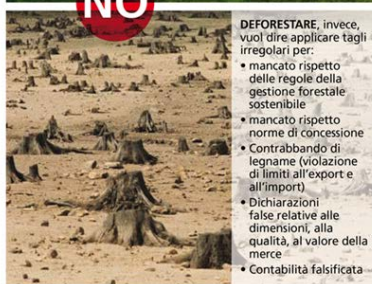 NO
DEFORESTARE, invece,
vuol dire applicare tagli
irregolari per:
• mancato rispetto
delle regole della
gestione forestale
sostenibile
• mancato rispetto
norme di concessione
• Contrabbando di
legname (violazione
di limiti all'export e
all'import)
• Dichiarazioni
false relative alle
dimensioni, alla
qualità, al valore della
merce
• Contabilità falsificata